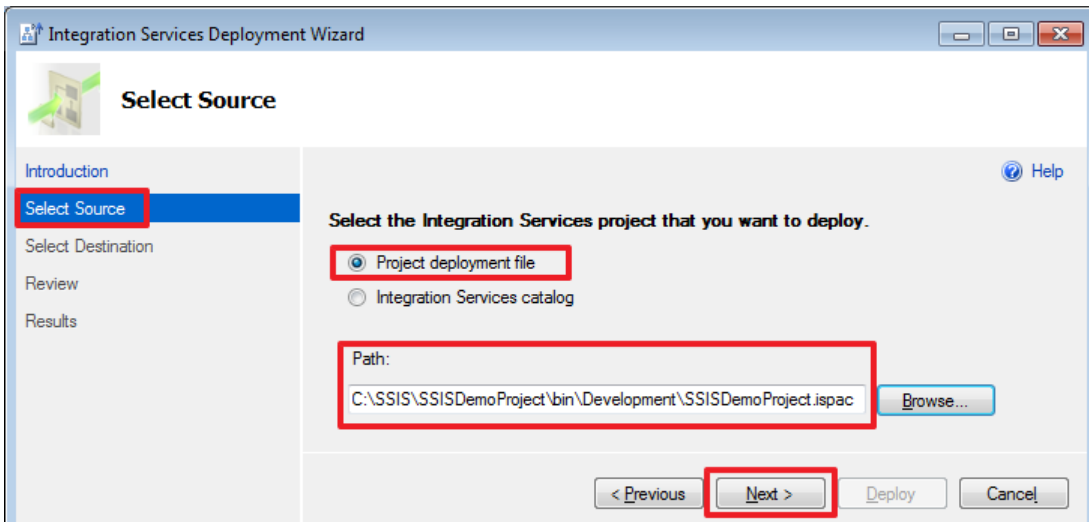 Integration Services Deployment Wizard
Select Source
Introduction
Help
Select Source
Select the Integration Services project that you want to deploy.
Select Destination
Project deployment file
Review
Integration Services catalog
Results
Path:
C:\SSIS\SSISDemoProject\bin\Development\SSISDemoProject.ispac
Browse...
< Previous
Next >
Deploy
Cancel